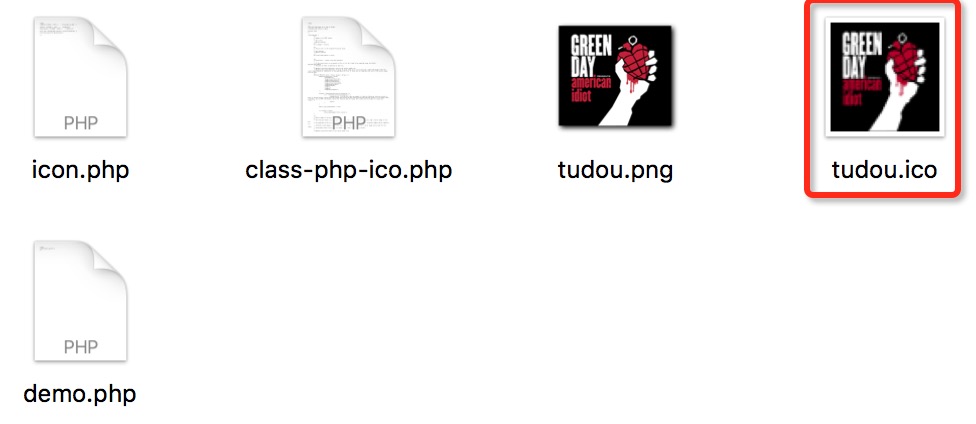 PHP
icon.php
PHP
class-php-ico.php
GREEN
DAY
american
idiot
tudou.png
GREEN
DAY
american
idiot
tudou.ico
PHP
demo.php